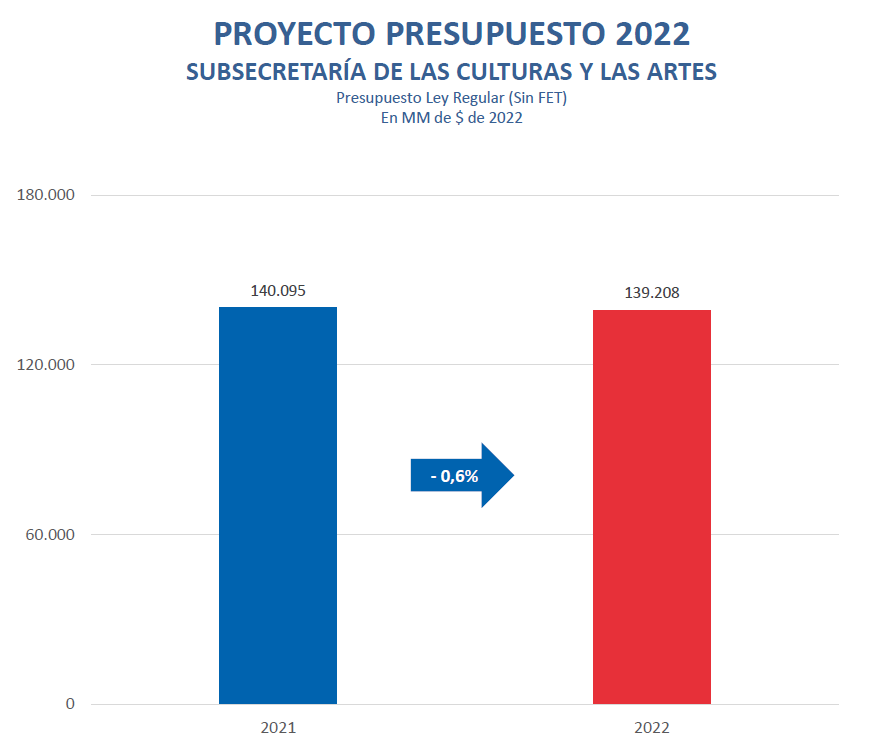 PROYECTO PRESUPUESTO 2022
SUBSECRETARÍA DE LAS CULTURAS Y LAS ARTES
Presupuesto Ley Regular (Sin FET)
En MM de $ de 2022
180.000
140.095
139.208
120.000
- 0,6%
60.000
0
2021
2022